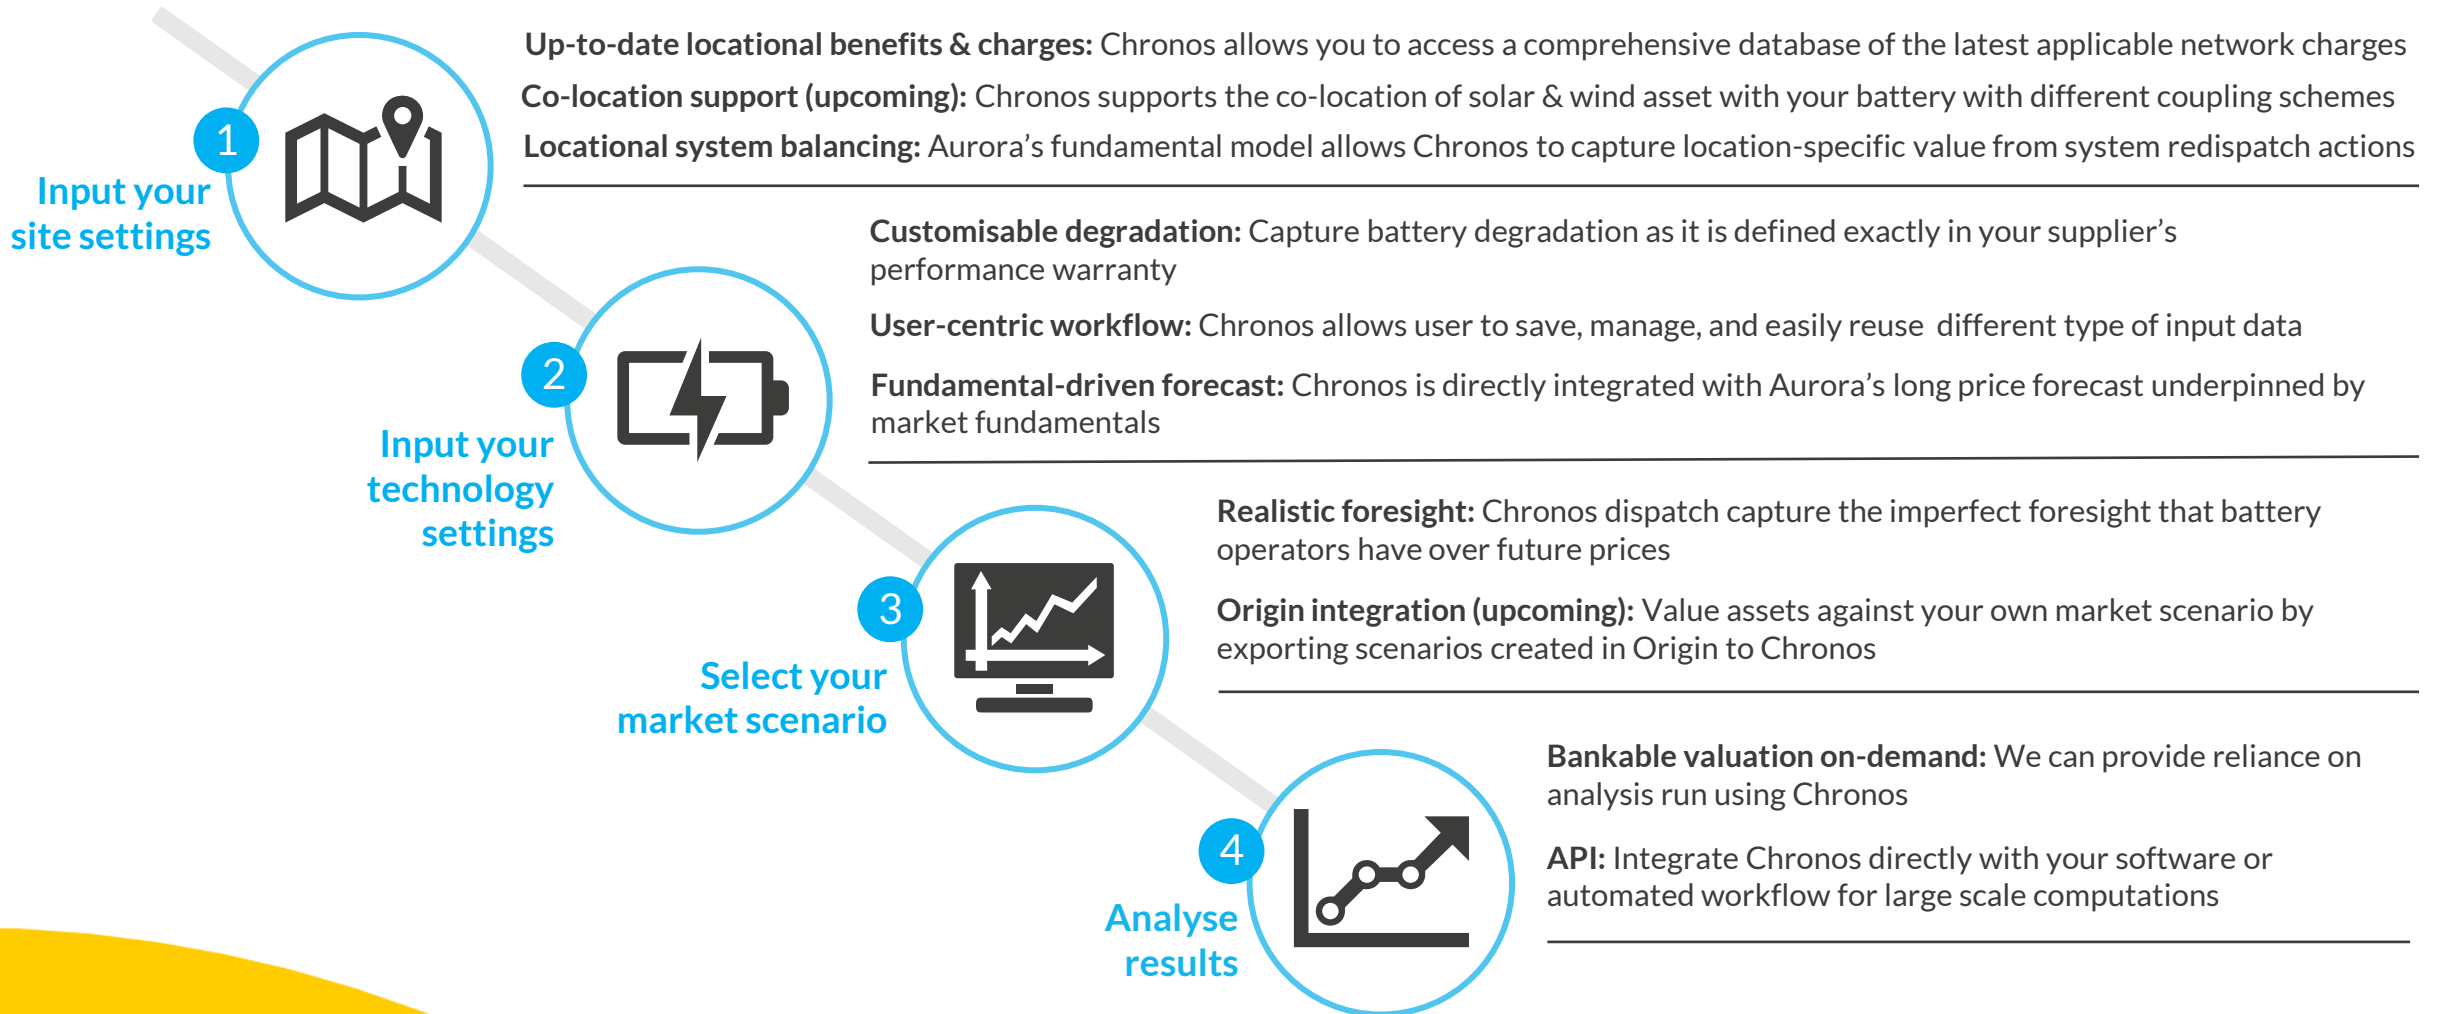 Up-to-date locational benefits & charges: Chronos allows you to access a comprehensive database of the latest applicable network charges
Co-location support (upcoming): Chronos supports the co-location of solar & wind asset with your battery with different coupling schemes
Locational system balancing: Aurora's fundamental model allows Chronos to capture location-specific value from system redispatch actions
1
Input your
site settings
Customisable degradation: Capture battery degradation as it is defined exactly in your supplier's
performance warranty
User-centric workflow: Chronos allows user to save, manage, and easily reuse  different type of input data
Fundamental-driven forecast: Chronos is directly integrated with Aurora's long price forecast underpinned by
market fundamentals
2
Input your
technology
settings
Realistic foresight: Chronos dispatch capture the imperfect foresight that battery
operators have over future prices
Origin integration (upcoming): Value assets against your own market scenario by
exporting scenarios created in Origin to Chronos
3
Select your
market scenario
Bankable valuation on-demand: We can provide reliance on
analysis run using Chronos
API: Integrate Chronos directly with your software or
automated workflow for large scale computations
4
Analyse
results